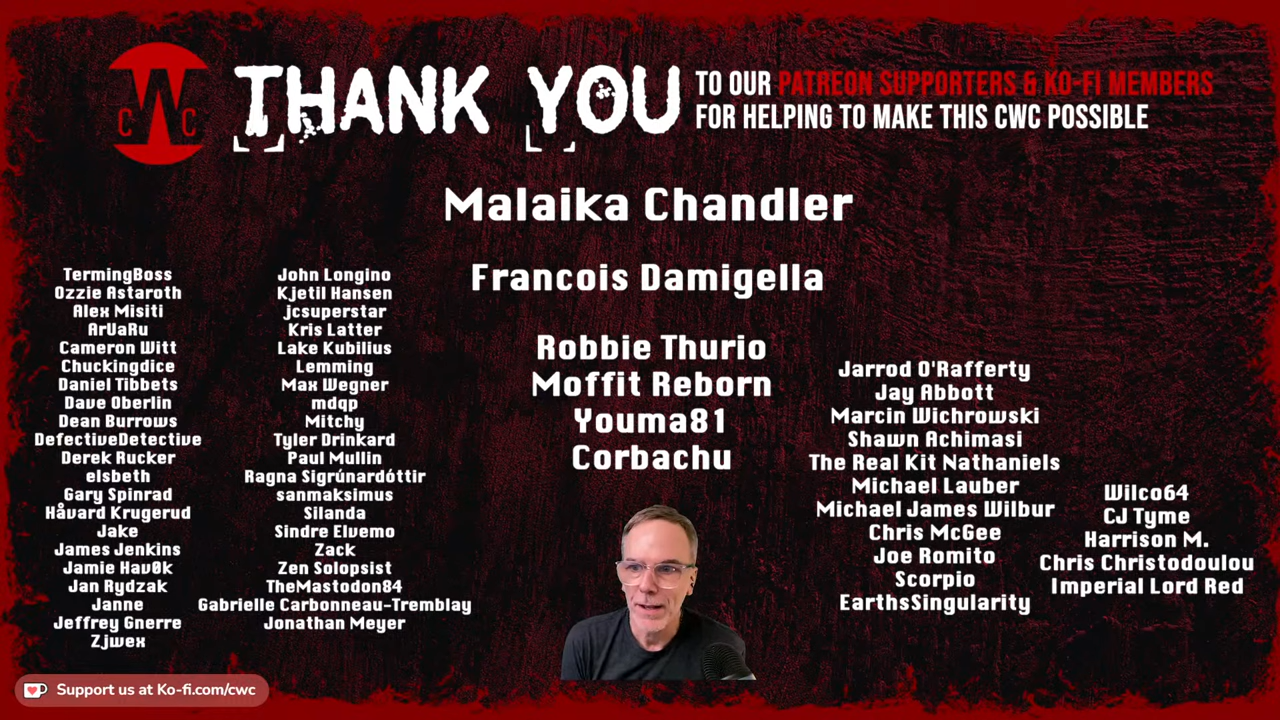 CWC
THANK YOU
TO OUR PATREON SUPPORTERS & KO-FI MEMBERS
FOR HELPING TO MAKE THIS CWC POSSIBLE
Malaika Chandler
Francois Damigella
Robbie Thurio
Moffit Reborn
Youma81
Corbachu
TermingBoss
Ozzie Astaroth
Alex Misiti
ArVaRu
Cameron Witt
Chuckingdice
Daniel Tibbets
Dave Oberlin
Dean Burrows
DefectiveDetective
Derek Rucker
elsbeth
Gary Spinrad
Håvard Krugerud
Jake
James Jenkins
Jamie Hav0k
Jan Rydzak
Janne
Jeffrey Gnerre
Zjwex
John Longino
Kjetil Hansen
jcsuperstar
Kris Latter
Lake Kubilius
Lemming
Max Wegner
mdqp
Mitchy
Tyler Drinkard
Paul Mullin
Ragna Sigrúnardóttir
sanmaksimus
Silanda
Sindre Elvemo
Zack
Zen Solopsist
TheMastodon84
Gabrielle Carbonneau-Tremblay
Jonathan Meyer
Jarrod O'Rafferty
Jay Abbott
Marcin Wichrowski
Shawn Achimasi
The Real Kit Nathaniels
Michael Lauber
Michael James Wilbur
Chris McGee
Joe Romito
Scorpio
EarthsSingularity
Wilco64
CJ Tyme
Harrison M.
Chris Christodoulou
Imperial Lord Red
Support us at Ko-fi.com/cwc